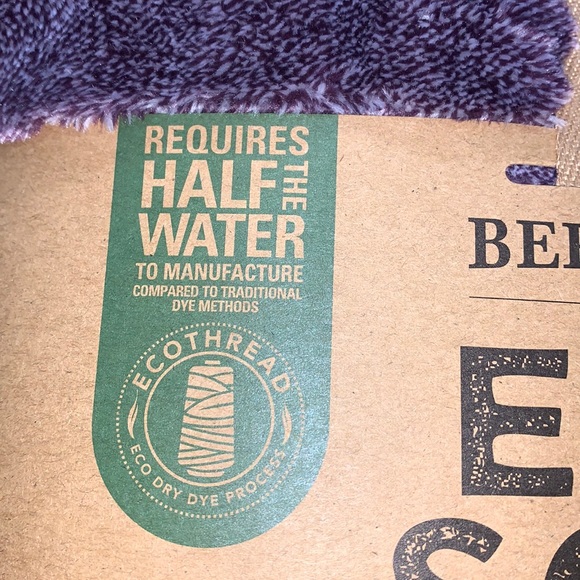 REQUIRES
HALF THE
WATER
TO MANUFACTURE
COMPARED TO TRADITIONAL
DYE METHODS
ECOTHREAD
ECO DRY DYE PROCESS